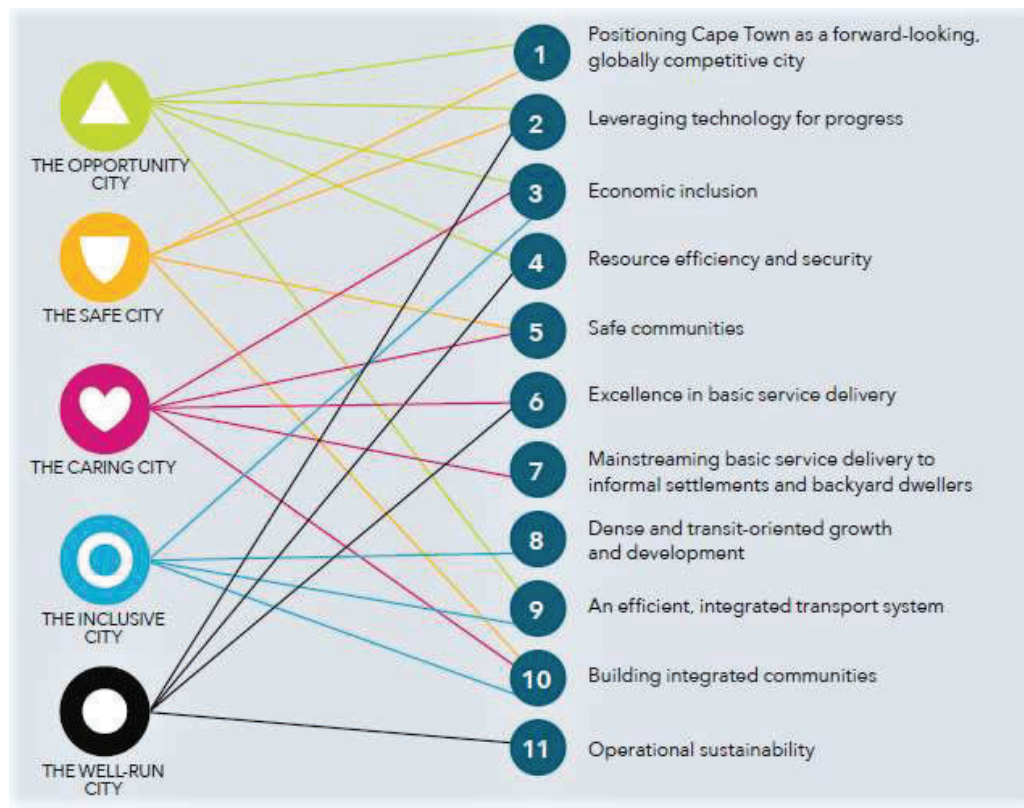 THE OPPORTUNITY
CITY
THE SAFE CITY
THE CARING CITY
THE INCLUSIVE
CITY
THE WELL-RUN
CITY
1 Positioning Cape Town as a forward-looking,
globally competitive city
2 Leveraging technology for progress
3 Economic inclusion
4 Resource efficiency and security
5 Safe communities
6 Excellence in basic service delivery
7 Mainstreaming basic service delivery to
informal settlements and backyard dwellers
8 Dense and transit-oriented growth
and development
9 An efficient, integrated transport system
10 Building integrated communities
11 Operational sustainability